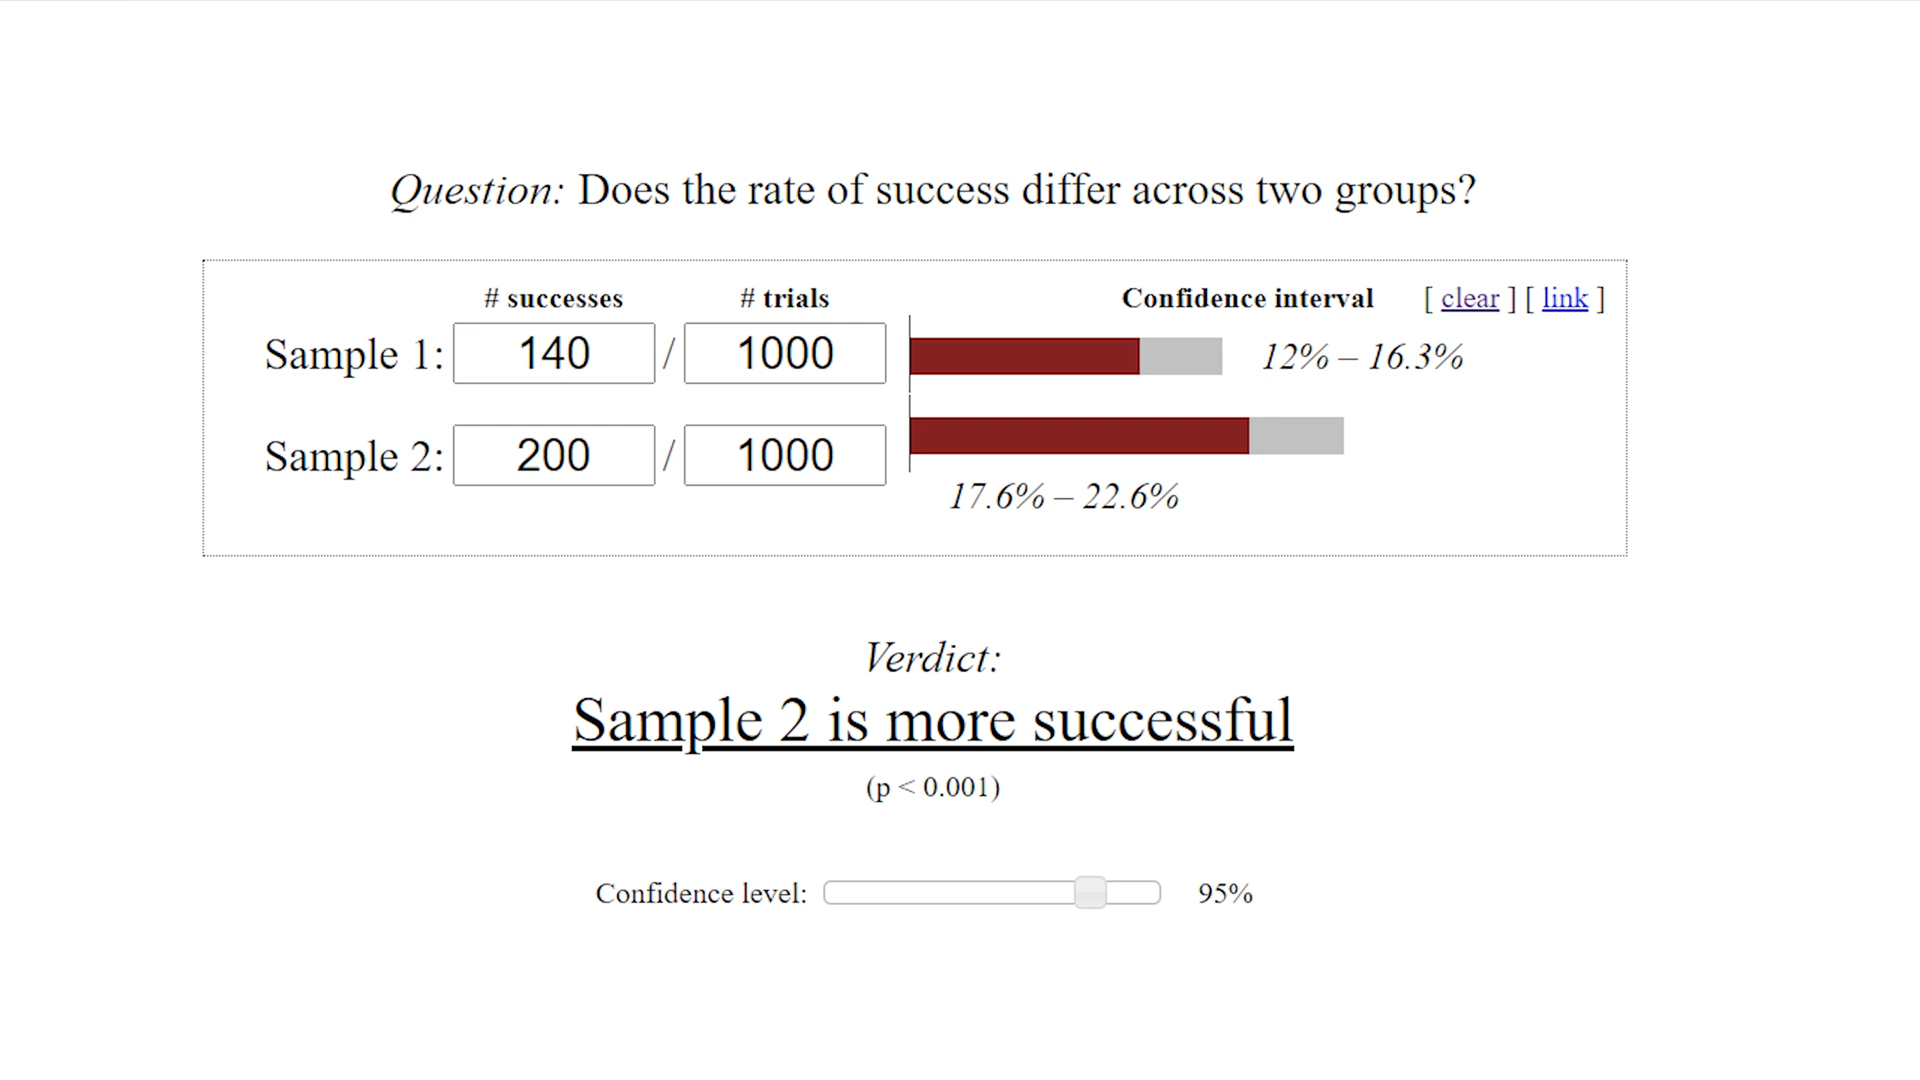 Question: Does the rate of success differ across two groups?
# successes # trials Confidence interval [ clear ] [ link ]
Sample 1: 140 / 1000 12% – 16.3%
Sample 2: 200 / 1000
17.6% – 22.6%
Verdict:
Sample 2 is more successful
(p < 0.001)
Confidence level: 95%